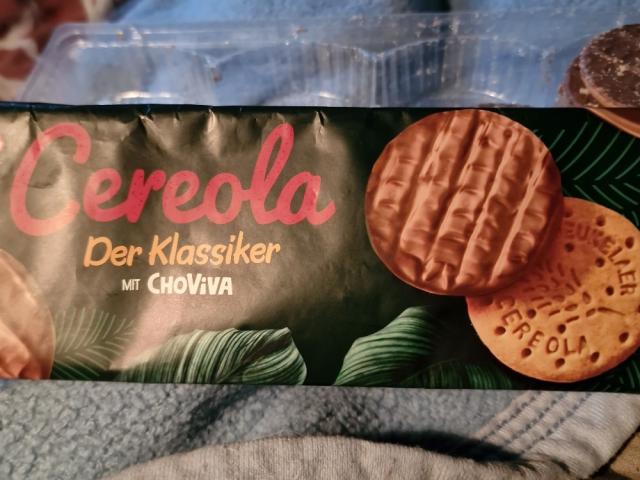 Cereola
Der Klassiker
MIT CHOViVA
CEREOLA